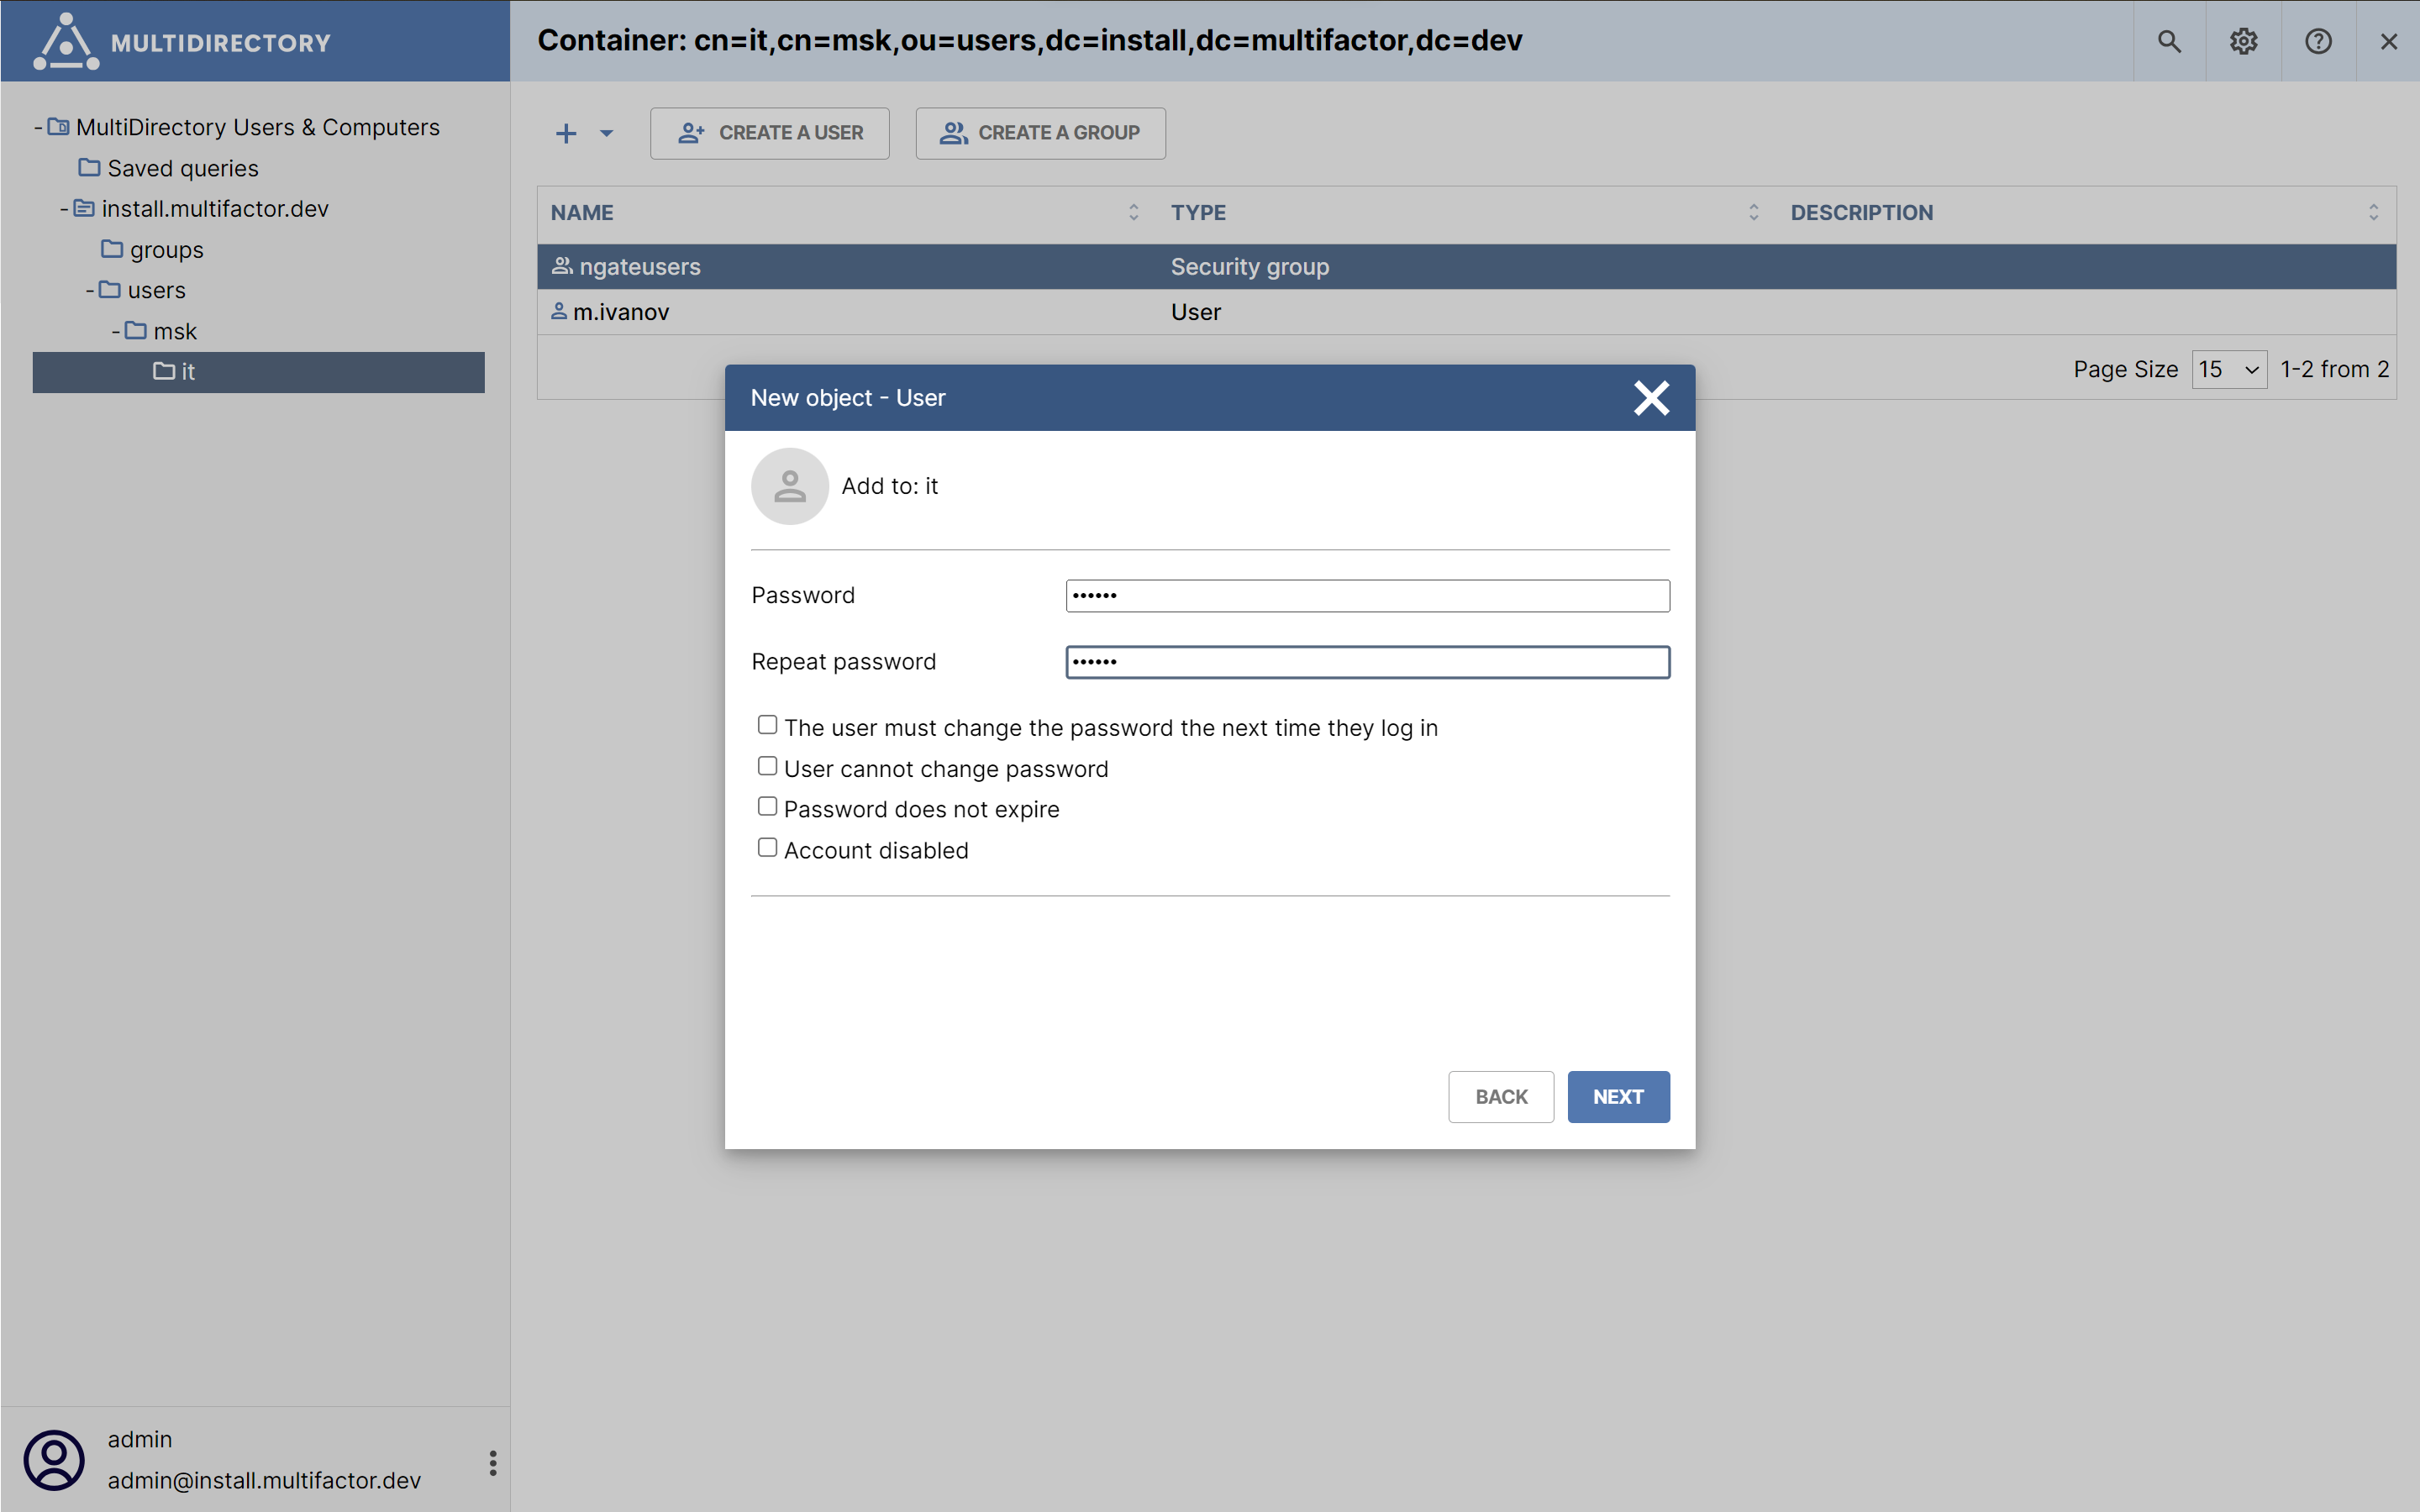 MULTIDIRECTORY
Container: cn=it,cn=msk,ou=users,dc=install,dc=multifactor,dc=dev
- MultiDirectory Users & Computers
Saved queries
- install.multifactor.dev
groups
- users
- msk
it
CREATE A USER CREATE A GROUP
NAME TYPE DESCRIPTION
ngateusers Security group
m.ivanov User
Page Size 15 1-2 from 2
New object - User
Add to: it
Password ••••••
Repeat password ••••••
The user must change the password the next time they log in
User cannot change password
Password does not expire
Account disabled
BACK NEXT
admin
admin@install.multifactor.dev